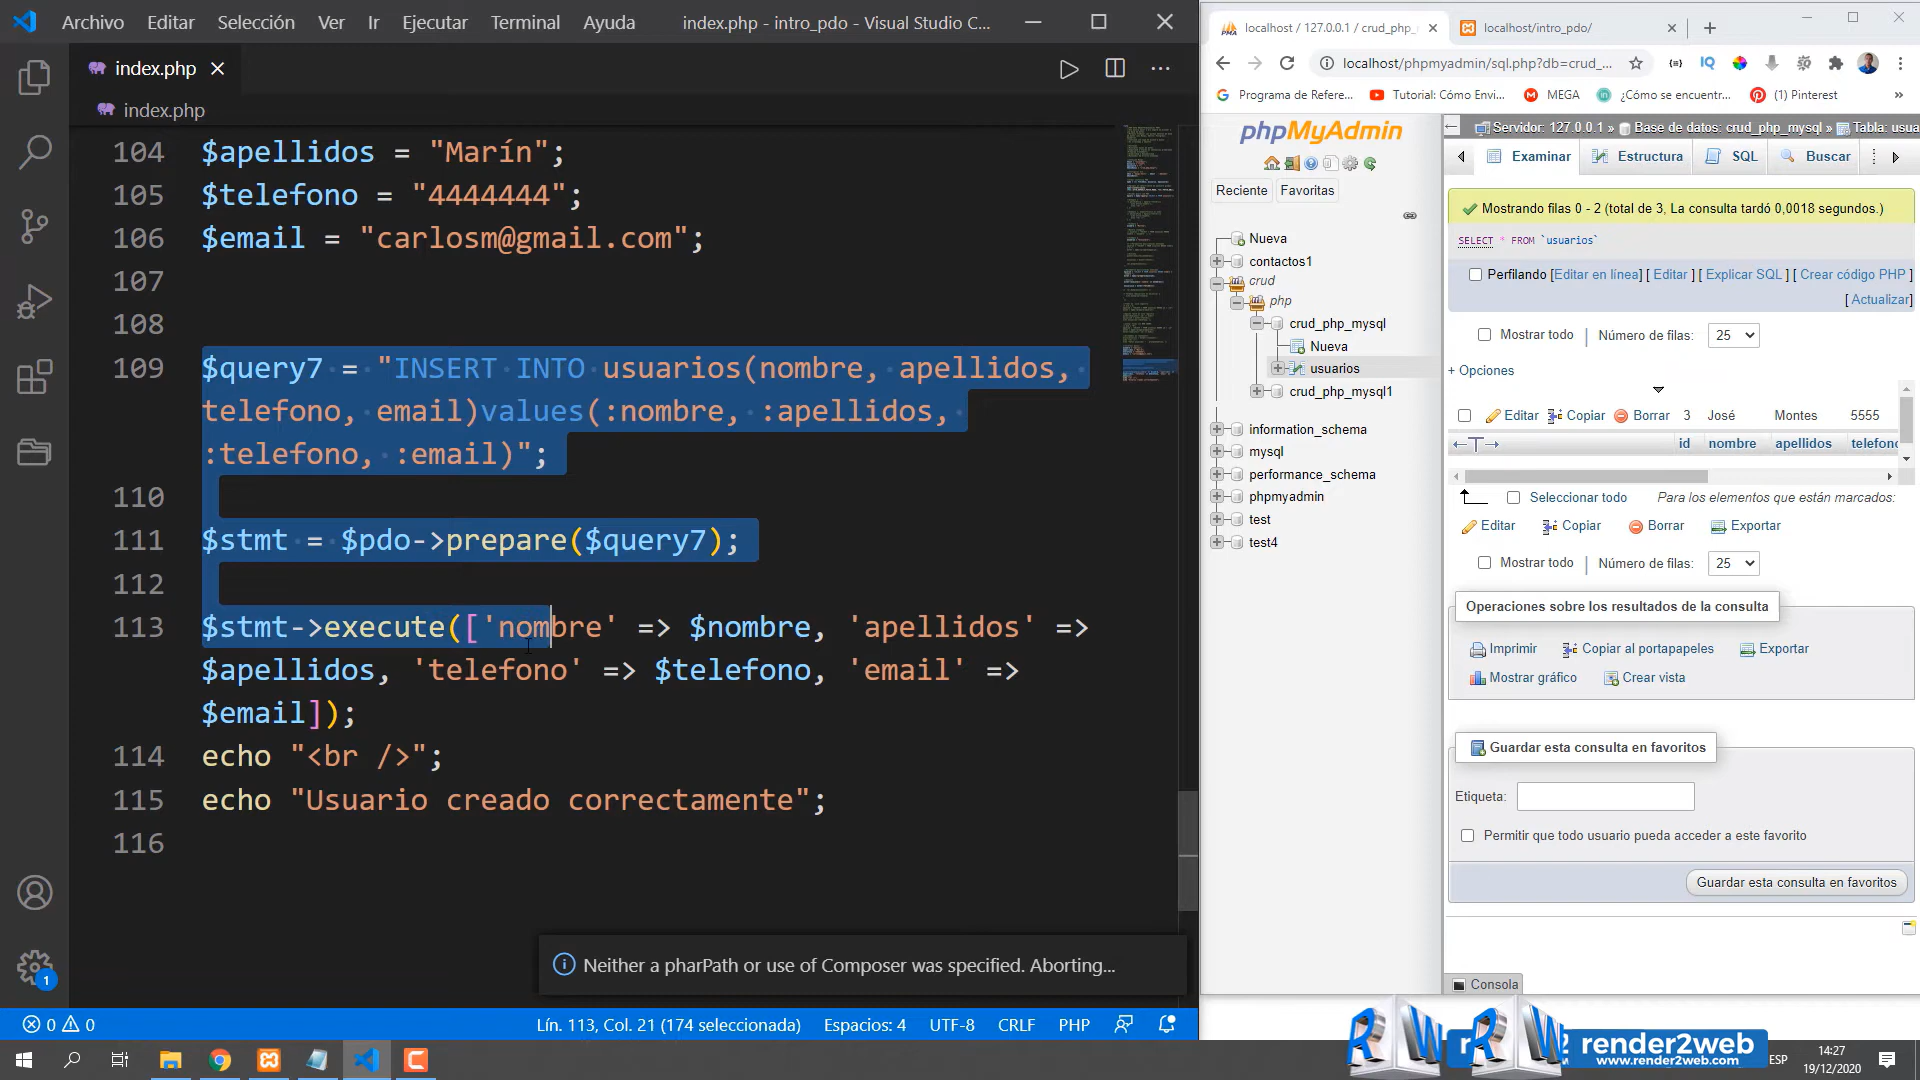 Archivo Editar Selección Ver Ir Ejecutar Terminal Ayuda index.php - intro_pdo - Visual Studio C...
index.php
index.php
104 $apellidos = "Marín";
105 $telefono = "4444444";
106 $email = "carlosm@gmail.com";
107
108
109 $query7 = "INSERT INTO usuarios(nombre, apellidos,
telefono, email)values(:nombre, :apellidos,
:telefono, :email)";
110
111 $stmt = $pdo->prepare($query7);
112
113 $stmt->execute(['nombre' => $nombre, 'apellidos' =>
$apellidos, 'telefono' => $telefono, 'email' =>
$email]);
114 echo "<br />";
115 echo "Usuario creado correctamente";
116
Neither a pharPath or use of Composer was specified. Aborting...
0 0 Lín. 113, Col. 21 (174 seleccionada) Espacios: 4 UTF-8 CRLF PHP
1
localhost / 127.0.0.1 / crud_php_
localhost/intro_pdo/
localhost/phpmyadmin/sql.php?db=crud_...
Programa de Refere... Tutorial: Cómo Envi... MEGA ¿Cómo se encuentr... (1) Pinterest »
phpMyAdmin
Reciente Favoritas
Nueva
contactos1
crud
php
crud_php_mysql
Nueva
usuarios
crud_php_mysql1
information_schema
mysql
performance_schema
phpmyadmin
test
test4
Servidor: 127.0.0.1 » Base de datos: crud_php_mysql » Tabla: usua
Examinar Estructura SQL Buscar
Mostrando filas 0 - 2 (total de 3, La consulta tardó 0,0018 segundos.)
SELECT * FROM `usuarios`
Perfilando [Editar en línea] [ Editar ] [ Explicar SQL ] [ Crear código PHP ]
[ Actualizar]
Mostrar todo Número de filas: 25
+ Opciones
Editar Copiar Borrar 3 José Montes 5555
id nombre apellidos telefono
Seleccionar todo Para los elementos que están marcados:
Editar Copiar Borrar Exportar
Mostrar todo Número de filas: 25
Operaciones sobre los resultados de la consulta
Imprimir Copiar al portapapeles Exportar
Mostrar gráfico Crear vista
Guardar esta consulta en favoritos
Etiqueta:
Permitir que todo usuario pueda acceder a este favorito
Guardar esta consulta en favoritos
Consola
render2web
www.render2web.com
ESP
14:27
19/12/2020